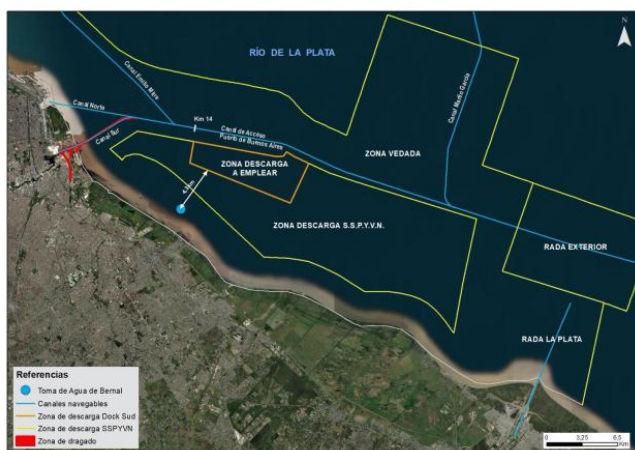 N
RÍO DE LA PLATA
Canal Emilio Mitre
Canal Martín García
Canal Norte
Km 14
Canal de Acceso
Puerto de Buenos Aires
Canal Sur
ZONA VEDADA
ZONA DESCARGA
A EMPLEAR
ZONA DESCARGA S.S.P.Y.V.N.
RADA EXTERIOR
RADA LA PLATA
Referencias
Toma de Agua de Bernal
Canales navegables
Zona de descarga Dock Sud
Zona de descarga SSPYVN
Zona de dragado
0 3,25 6,5
Km